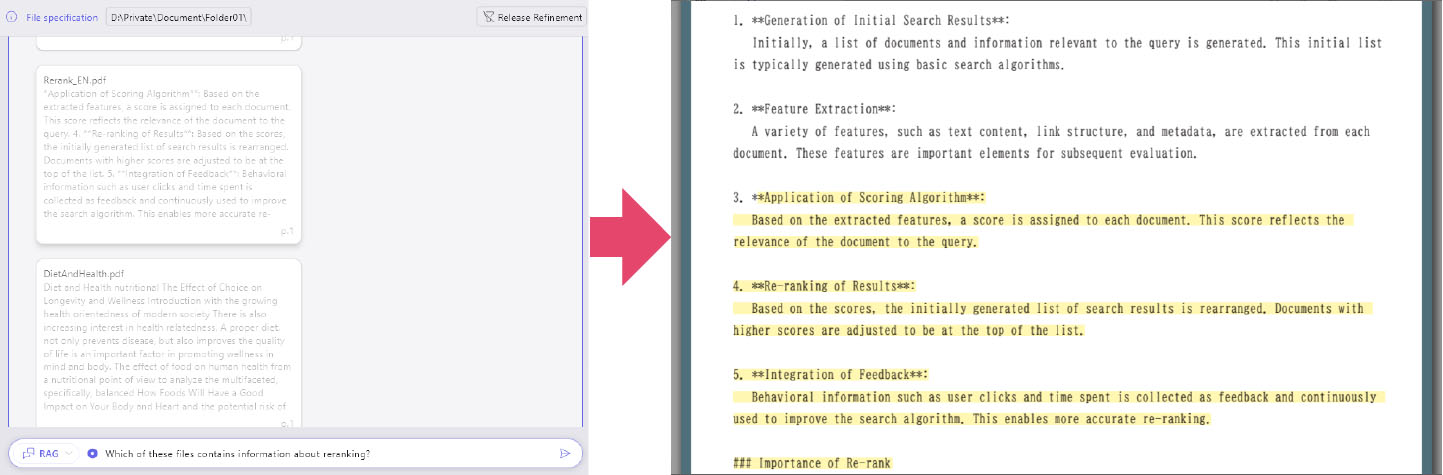 File specification
D:\Private\Document\Folder01\
Release Refinement
p.1
Rerank_EN.pdf
*Application of Scoring Algorithm**: Based on the
extracted features, a score is assigned to each document.
This score reflects the relevance of the document to the
query. 4. **Re-ranking of Results**: Based on the scores,
the initially generated list of search results is rearranged.
Documents with higher scores are adjusted to be at the
top of the list. 5. **Integration of Feedback**: Behavioral
information such as user clicks and time spent is
collected as feedback and continuously used to improve
the search algorithm. This enables more accurate re-
p.1
DietAndHealth.pdf
Diet and Health nutritional The Effect of Choice on
Longevity and Wellness Introduction with the growing
health orientedness of modern society There is also
increasing interest in health relatedness. A proper diet
not only prevents disease, but also improves the quality
of life is an important factor in promoting wellness in
mind and body. The effect of food on human health from
a nutritional point of view to analyze the multifaceted,
specifically, balanced How Foods Will Have a Good
Impact on Your Body and Heart and the potential risk of
p.1
RAG
Which of these files contains information about reranking?
1. **Generation of Initial Search Results**:
Initially, a list of documents and information relevant to the query is generated. This initial list
is typically generated using basic search algorithms.
2. **Feature Extraction**:
A variety of features, such as text content, link structure, and metadata, are extracted from each
document. These features are important elements for subsequent evaluation.
3. **Application of Scoring Algorithm**:
Based on the extracted features, a score is assigned to each document. This score reflects the
relevance of the document to the query.
4. **Re-ranking of Results**:
Based on the scores, the initially generated list of search results is rearranged. Documents with
higher scores are adjusted to be at the top of the list.
5. **Integration of Feedback**:
Behavioral information such as user clicks and time spent is collected as feedback and continuously
used to improve the search algorithm. This enables more accurate re-ranking.
### Importance of Re-rank